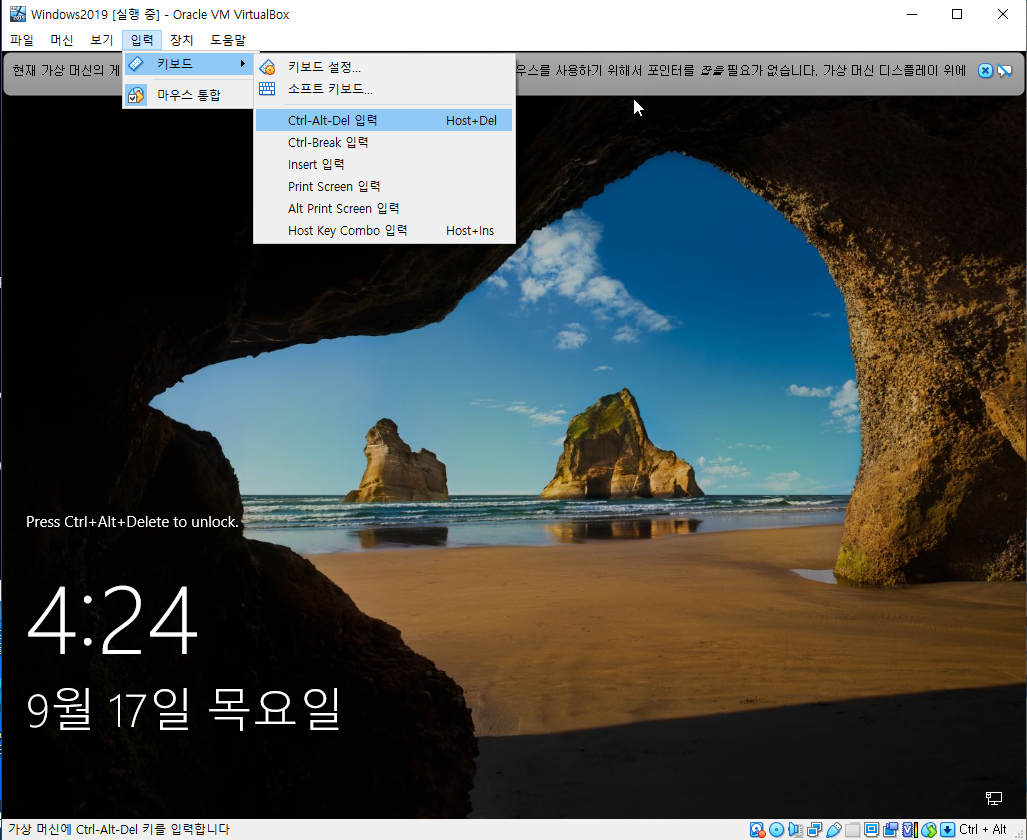 Windows2019 [실행 중] - Oracle VM VirtualBox
파일 머신 보기 입력 장치 도움말
현재 가상 머신의 게
우스를 사용하기 위해서 포인터를 잡을 필요가 없습니다. 가상 머신 디스플레이 위에
키보드
마우스 통합
키보드 설정...
소프트 키보드...
Ctrl-Alt-Del 입력 Host+Del
Ctrl-Break 입력
Insert 입력
Print Screen 입력
Alt Print Screen 입력
Host Key Combo 입력 Host+Ins
Press Ctrl+Alt+Delete to unlock.
4:24
9월 17일 목요일
가상 머신에 Ctrl-Alt-Del 키를 입력합니다
Ctrl + Alt